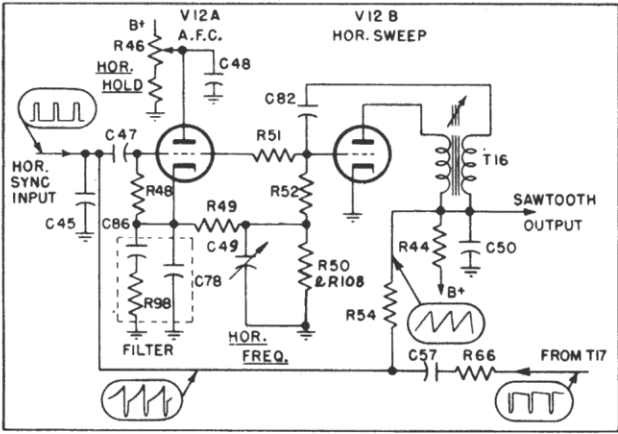 V12A
A.F.C.
V12B
HOR. SWEEP
B+
R46
HOR.
HOLD
C48
C82
C47
R51
T16
HOR.
SYNC
INPUT
R48
R52
SAWTOOTH
OUTPUT
C45
C86
R49
C49
R44
C50
C78
R50
&R108
B+
R98
R54
FILTER
HOR.
FREQ.
C57
R66
FROM T17